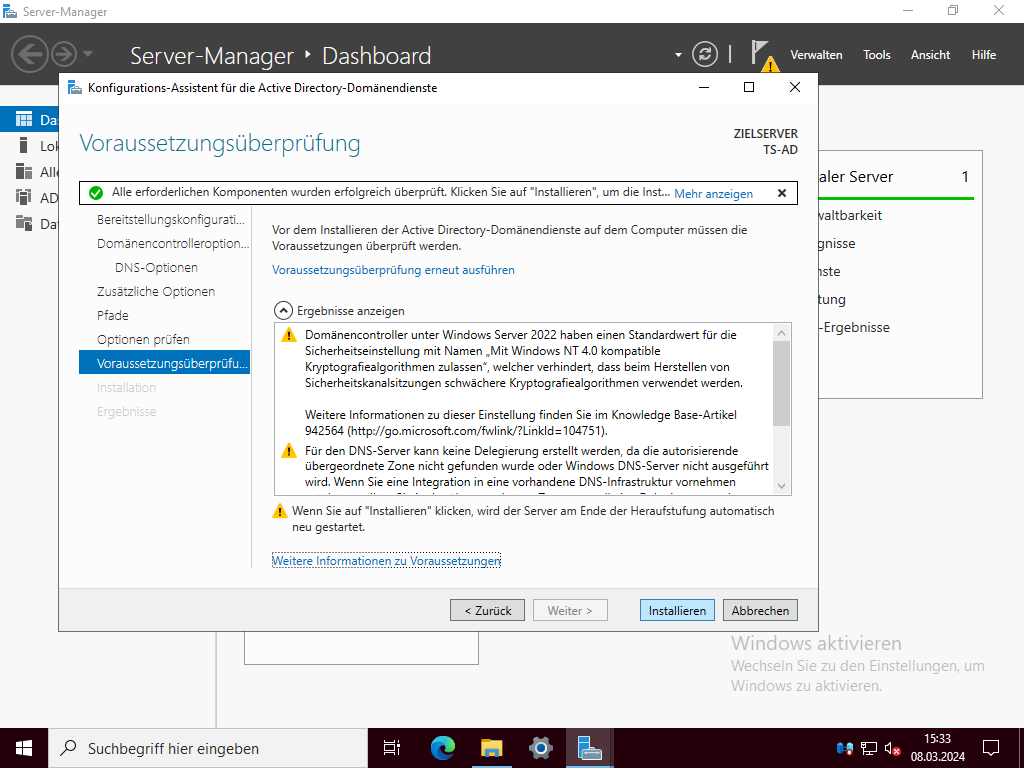 Server-Manager
Server-Manager ‣ Dashboard
Verwalten Tools Ansicht Hilfe
Konfigurations-Assistent für die Active Directory-Domänendienste
Voraussetzungsüberprüfung
ZIELSERVER
TS-AD
Alle erforderlichen Komponenten wurden erfolgreich überprüft. Klicken Sie auf "Installieren", um die Inst... Mehr anzeigen
Bereitstellungskonfigurati...
Domänencontrolleroption...
DNS-Optionen
Zusätzliche Optionen
Pfade
Optionen prüfen
Voraussetzungsüberprüfu...
Installation
Ergebnisse
Vor dem Installieren der Active Directory-Domänendienste auf dem Computer müssen die
Voraussetzungen überprüft werden.
Voraussetzungsüberprüfung erneut ausführen
Ergebnisse anzeigen
Domänencontroller unter Windows Server 2022 haben einen Standardwert für die
Sicherheitseinstellung mit Namen „Mit Windows NT 4.0 kompatible
Kryptografiealgorithmen zulassen", welcher verhindert, dass beim Herstellen von
Sicherheitskanalsitzungen schwächere Kryptografiealgorithmen verwendet werden.
Weitere Informationen zu dieser Einstellung finden Sie im Knowledge Base-Artikel
942564 (http://go.microsoft.com/fwlink/?LinkId=104751).
Für den DNS-Server kann keine Delegierung erstellt werden, da die autorisierende
übergeordnete Zone nicht gefunden wurde oder Windows DNS-Server nicht ausgeführt
wird. Wenn Sie eine Integration in eine vorhandene DNS-Infrastruktur vornehmen
Wenn Sie auf "Installieren" klicken, wird der Server am Ende der Heraufstufung automatisch
neu gestartet.
Weitere Informationen zu Voraussetzungen
< Zurück Weiter > Installieren Abbrechen
Da
Lok
Alle
AD
Dat
aler Server 1
waltbarkeit
gnisse
nste
tung
-Ergebnisse
Windows aktivieren
Wechseln Sie zu den Einstellungen, um
Windows zu aktivieren.
Suchbegriff hier eingeben
15:33
08.03.2024